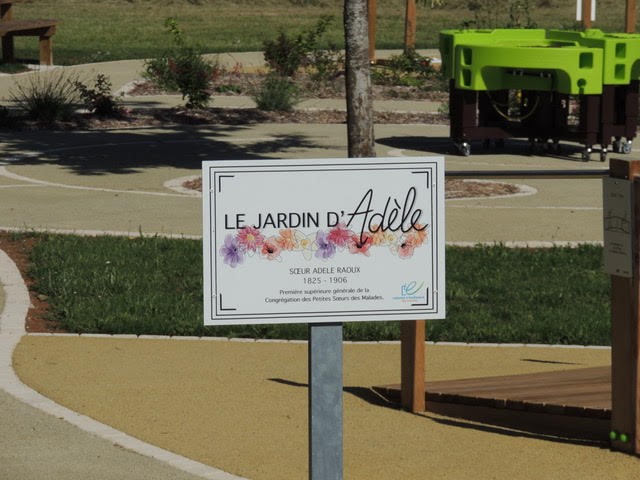 LE JARDIN D'Adèle
SŒUR ADELE RAOUX
1825 - 1906
Première supérieure générale de la
Congrégation des Petites Sœurs des Malades.